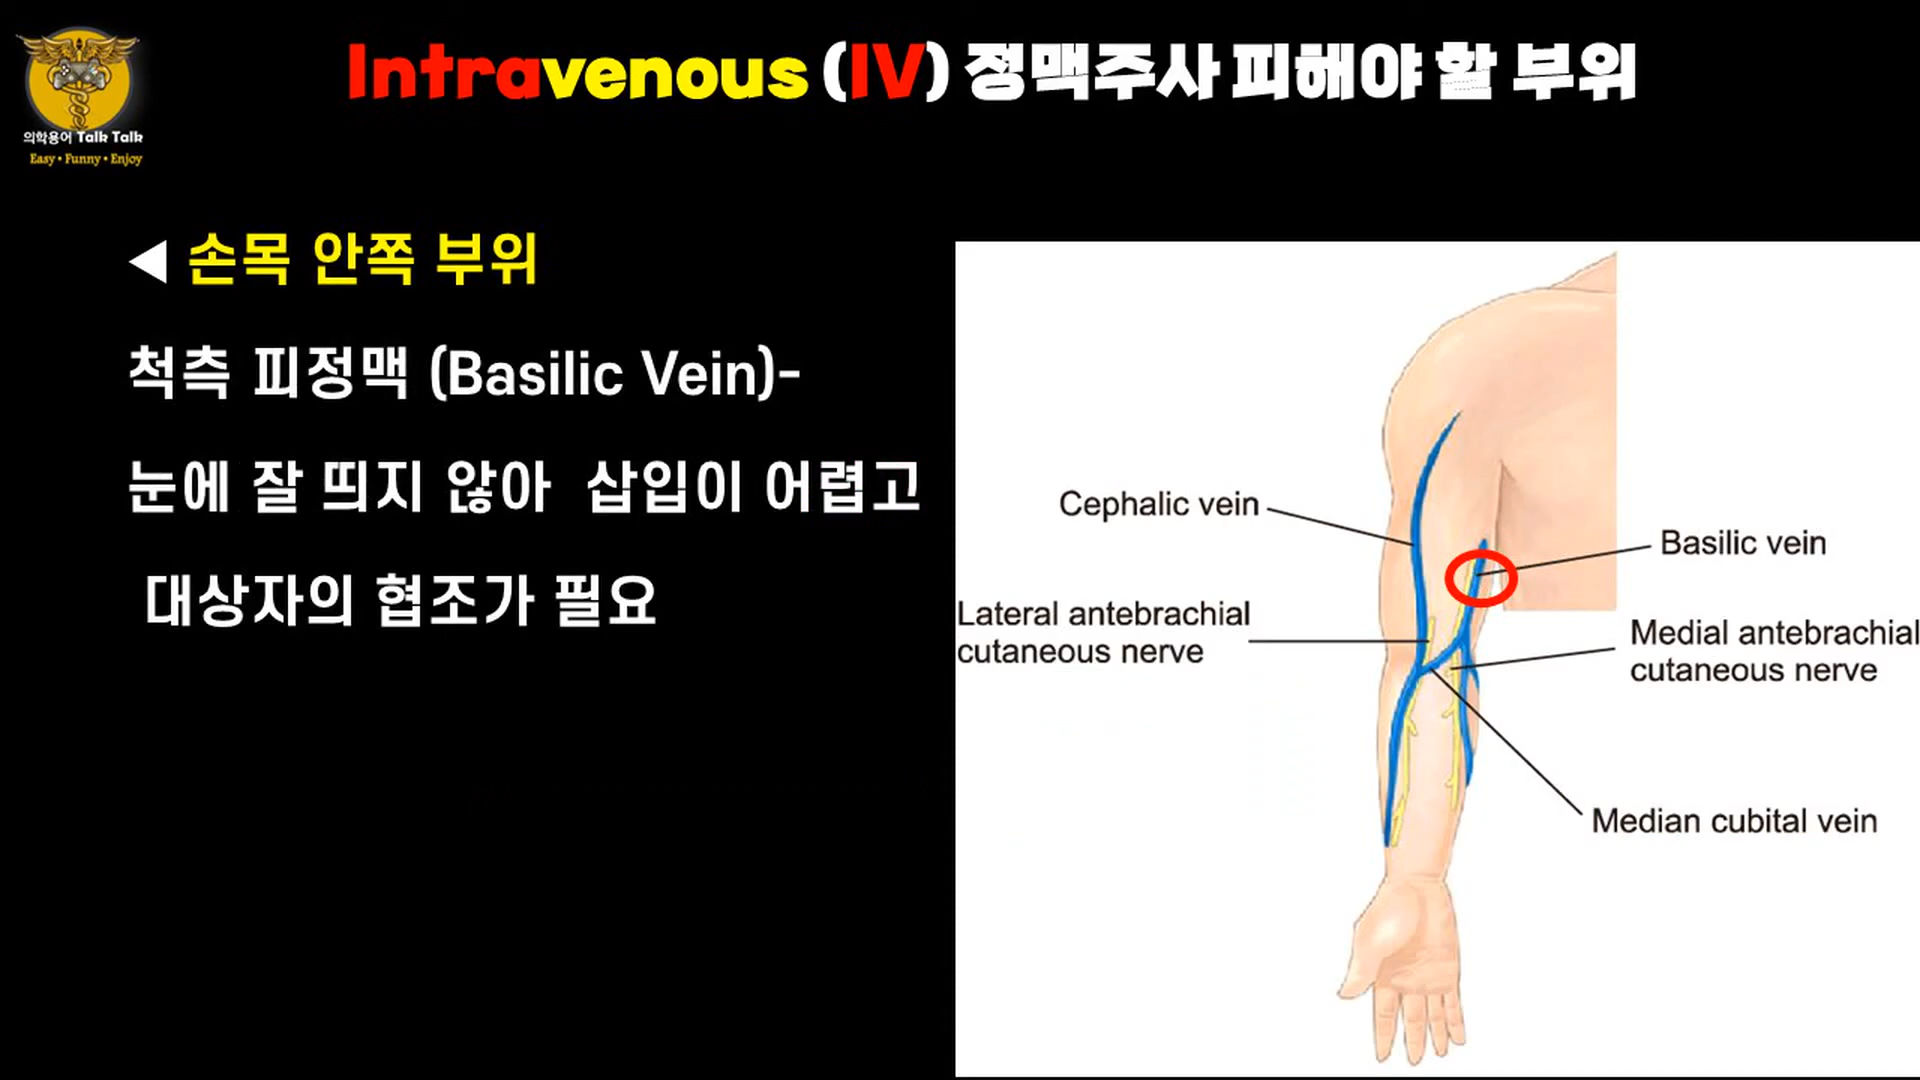 Intravenous (IV) 정맥주사 피해야 할 부위
의학용어 Talk Talk
Easy • Funny • Enjoy
◀ 손목 안쪽 부위
척측 피정맥 (Basilic Vein)-
눈에 잘 띄지 않아 삽입이 어렵고
대상자의 협조가 필요
Cephalic vein
Basilic vein
Lateral antebrachial
cutaneous nerve
Medial antebrachial
cutaneous nerve
Median cubital vein